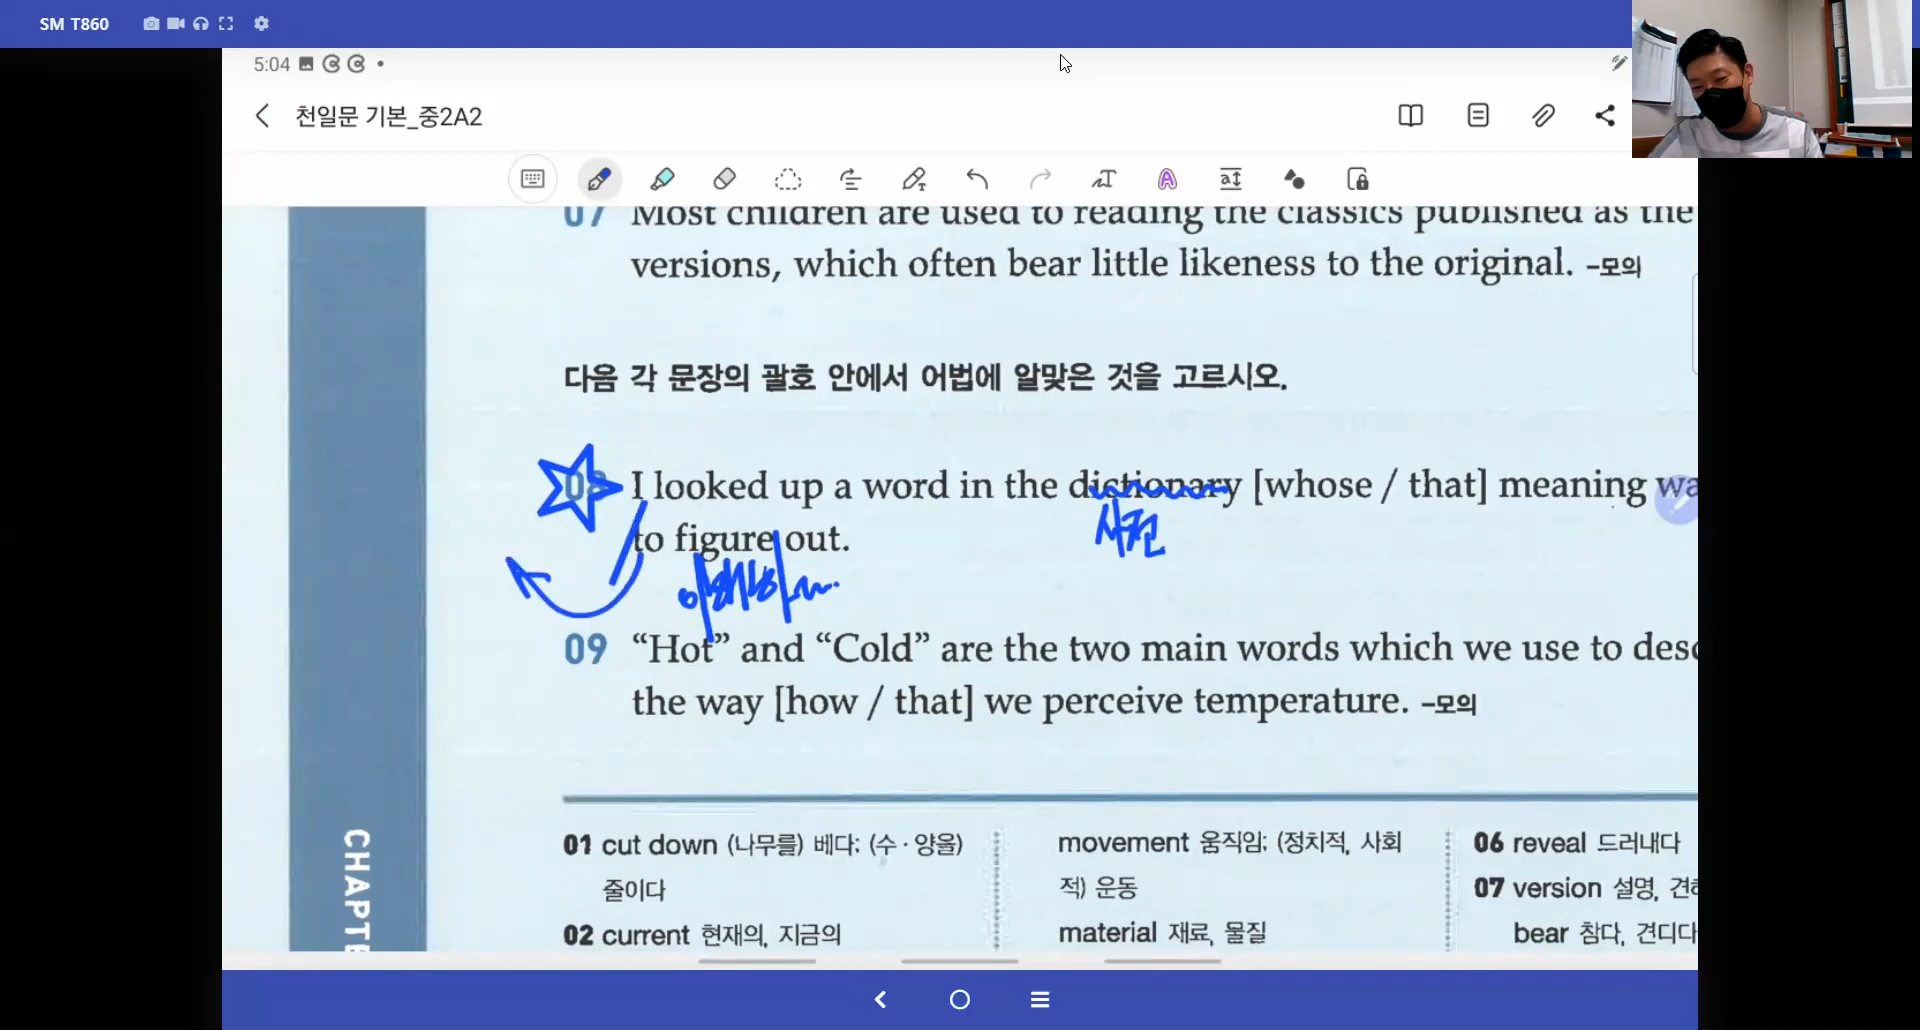 SM T860
5:04
천일문 기본_중2A2
07 Most children are used to reading the classics published as the
versions, which often bear little likeness to the original. –모의
다음 각 문장의 괄호 안에서 어법에 알맞은 것을 고르시오.
08 I looked up a word in the dictionary [whose / that] meaning wa
사전
to figure out.
09 “Hot” and “Cold” are the two main words which we use to desc
the way [how / that] we perceive temperature. –모의
CHAPTE
01 cut down (나무를) 베다; (수·양을)
줄이다
02 current 현재의, 지금의
movement 움직임; (정치적, 사회
적) 운동
material 재료, 물질
06 reveal 드러내다
07 version 설명, 견해
bear 참다, 견디다